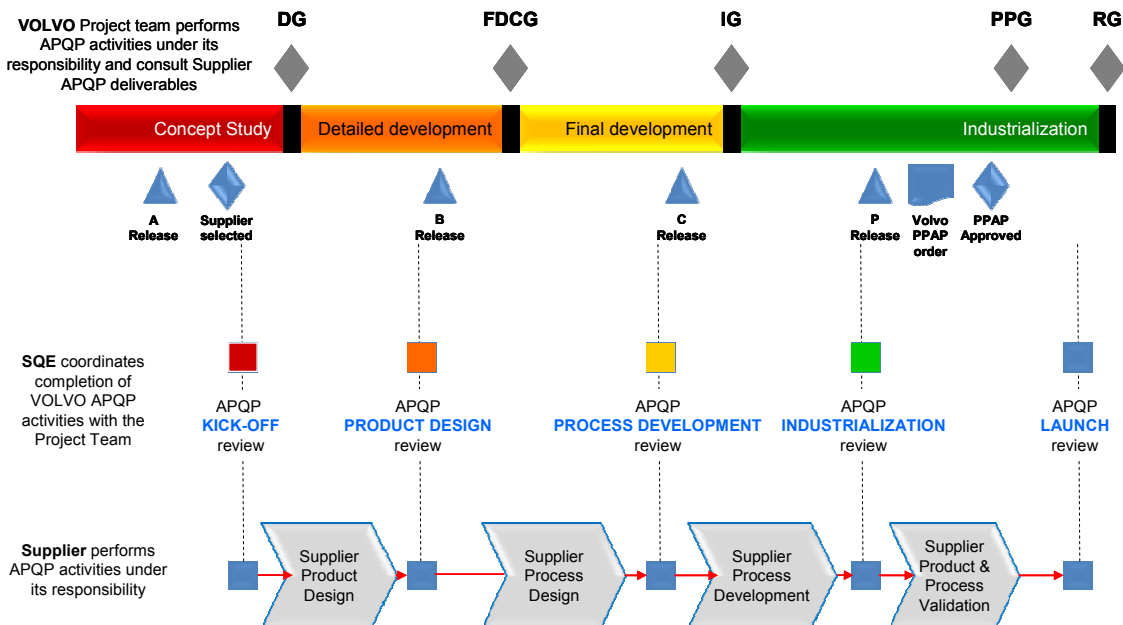 DG
FDCG
IG
PPG
RG
VOLVO Project team performs
APQP activities under its
responsibility and consult Supplier
APQP deliverables
Concept Study
Detailed development
Final development
Industrialization
A
Release
Supplier
selected
B
Release
C
Release
P
Release
Volvo
PPAP
order
PPAP
Approved
SQE coordinates
completion of
VOLVO APQP
activities with the
Project Team
APQP
KICK-OFF
review
APQP
PRODUCT DESIGN
review
APQP
PROCESS DEVELOPMENT
review
APQP
INDUSTRIALIZATION
review
APQP
LAUNCH
review
Supplier performs
APQP activities under
its responsibility
Supplier
Product
Design
Supplier
Process
Design
Supplier
Process
Development
Supplier
Product &
Process
Validation